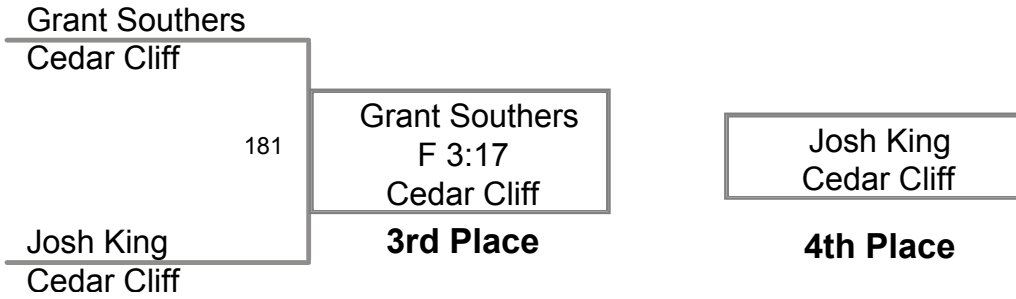 Grant Southers
Cedar Cliff
181
Grant Southers
F 3:17
Cedar Cliff
3rd Place
Josh King
Cedar Cliff
4th Place
Josh King
Cedar Cliff